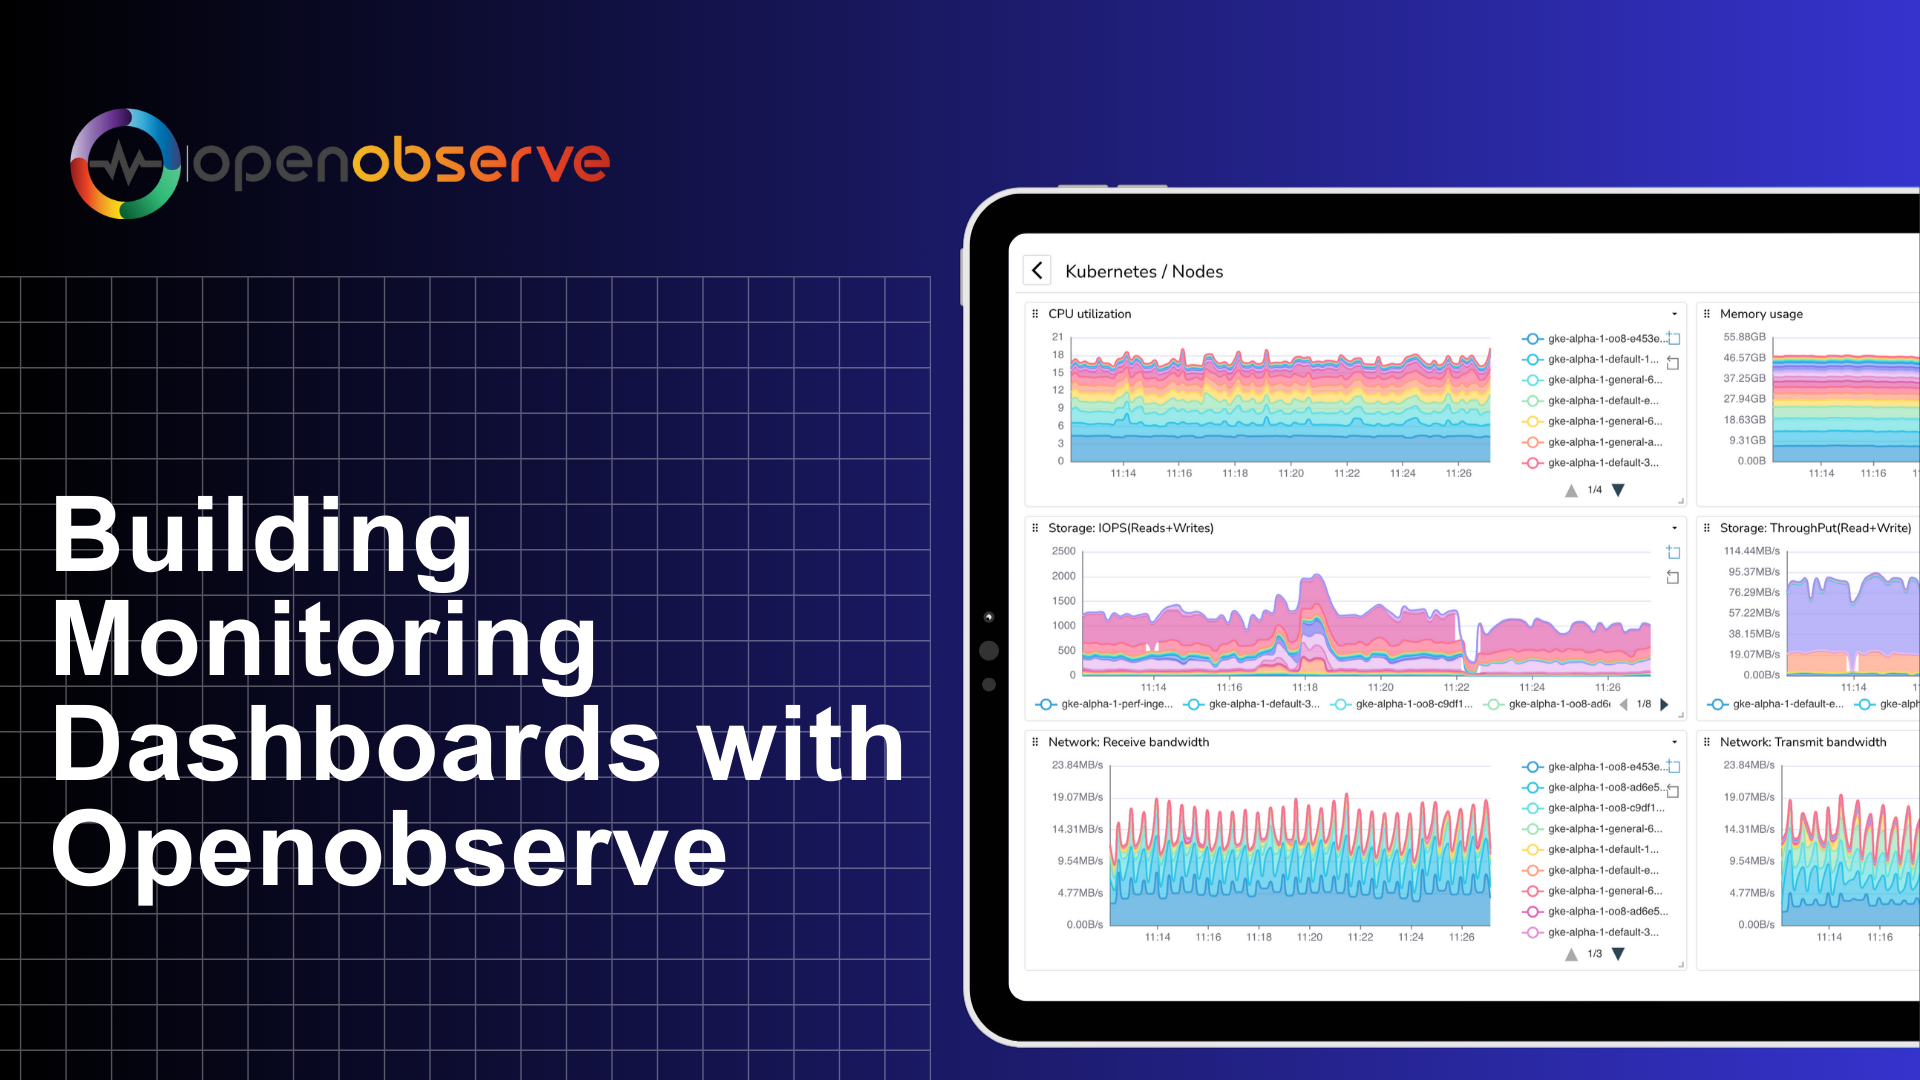 openobserve
Building
Monitoring
Dashboards with
Openobserve
Kubernetes / Nodes
CPU utilization
21
18
15
12
9
6
3
0
11:14 11:16 11:18 11:20 11:22 11:24 11:26
gke-alpha-1-oo8-e453e...
gke-alpha-1-default-1...
gke-alpha-1-general-6...
gke-alpha-1-default-e...
gke-alpha-1-general-6...
gke-alpha-1-general-a...
gke-alpha-1-default-3...
1/4
Memory usage
55.88GB
46.57GB
37.25GB
27.94GB
18.63GB
9.31GB
0.00B
11:14 11:16
Storage: IOPS(Reads+Writes)
2500
2000
1500
1000
500
0
11:14 11:16 11:18 11:20 11:22 11:24 11:26
gke-alpha-1-perf-inge... gke-alpha-1-default-3... gke-alpha-1-oo8-c9df1... gke-alpha-1-oo8-ad6 1/8
Storage: ThroughPut(Read+Write)
114.44MB/s
95.37MB/s
76.29MB/s
57.22MB/s
38.15MB/s
19.07MB/s
0.00B/s
11:14
gke-alpha-1-default-e... gke-alp
Network: Receive bandwidth
23.84MB/s
19.07MB/s
14.31MB/s
9.54MB/s
4.77MB/s
0.00B/s
11:14 11:16 11:18 11:20 11:22 11:24 11:26
gke-alpha-1-oo8-e453e...
gke-alpha-1-oo8-ad6e5...
gke-alpha-1-oo8-c9df1...
gke-alpha-1-general-6...
gke-alpha-1-default-1...
gke-alpha-1-default-e...
gke-alpha-1-general-6...
gke-alpha-1-oo8-ad6e5...
gke-alpha-1-default-3...
1/3
Network: Transmit bandwidth
23.84MB/s
19.07MB/s
14.31MB/s
9.54MB/s
4.77MB/s
0.00B/s
11:14 11:16